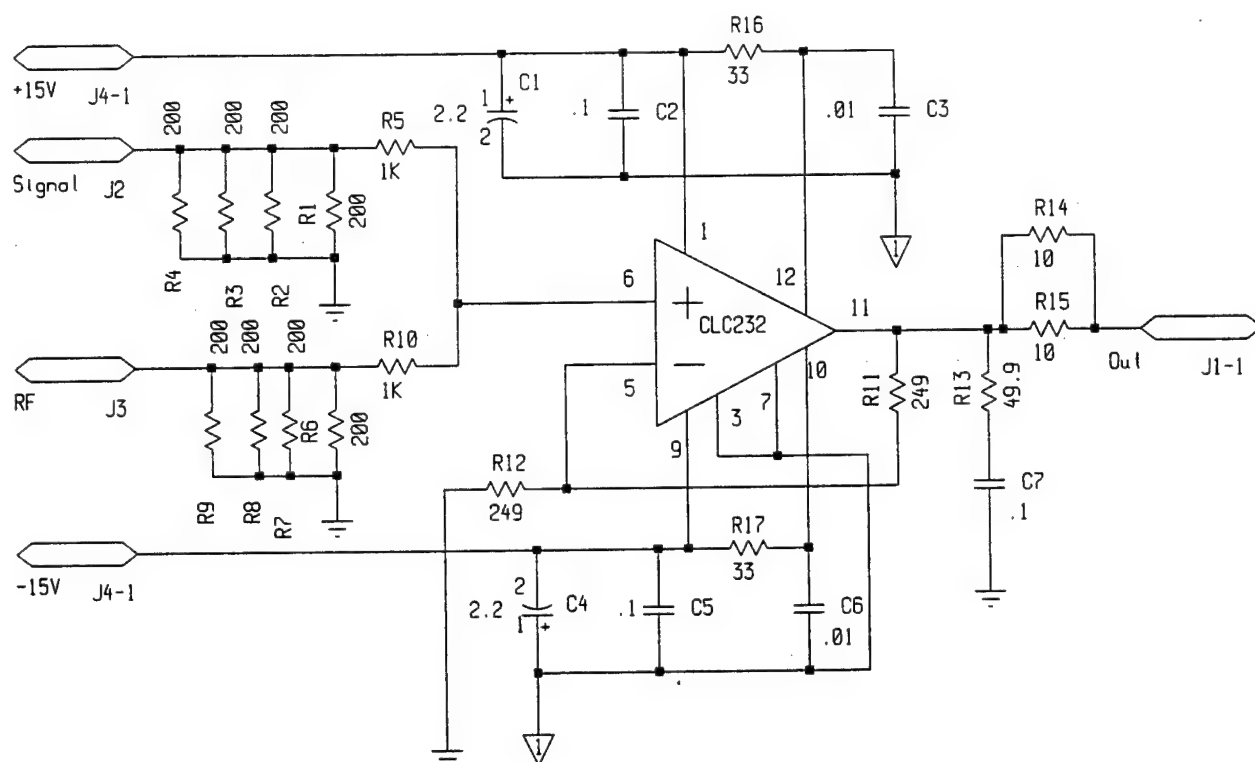 R16
+15V
J4-1
33
C1
1
+
2.2
2
.1
C2
.01
C3
200
200
200
R5
1K
Signal
J2
R1
200
R4
R3
R2
1
R14
10
1
12
6
+
CLC232
11
R15
10
Out
J1-1
200
200
200
R10
1K
RF
J3
5
−
10
7
3
9
R11
249
R13
49.9
R6
200
R9
R8
R7
R12
249
C7
.1
R17
33
-15V
J4-1
2
2.2
C4
1
+
.1
C5
C6
.01
1